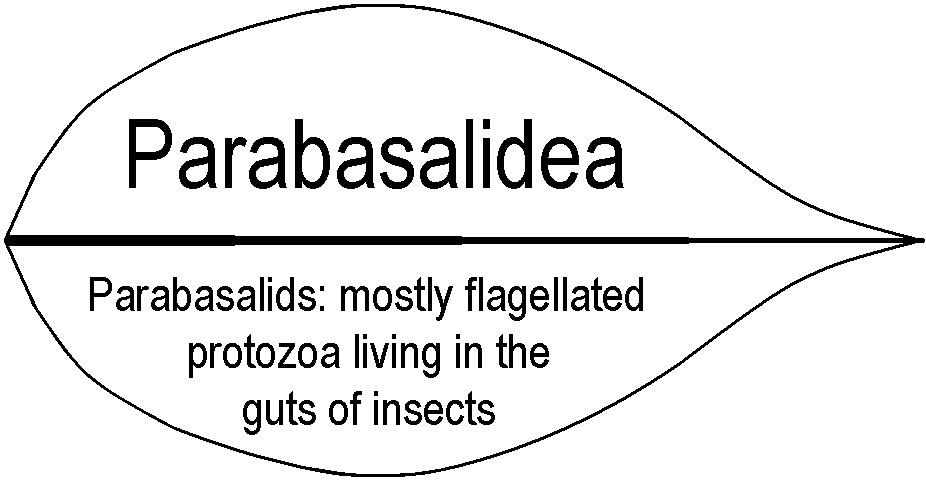 Parabasalidea
Parabasalids: mostly flagellated
protozoa living in the
guts of insects